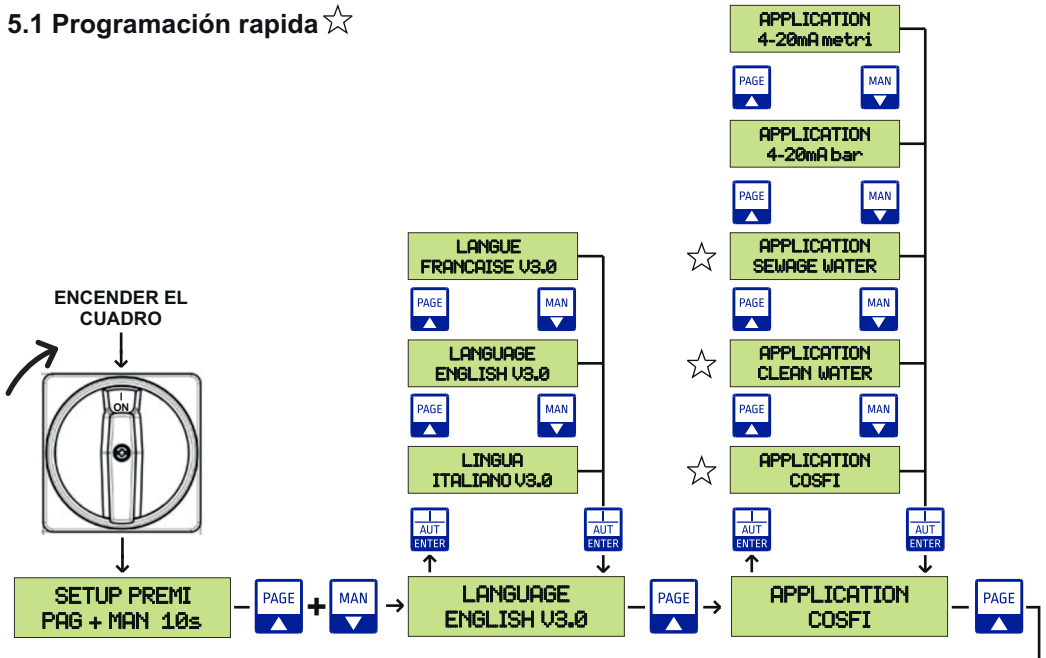 5.1 Programación rapida
APPLICATION
4-20mA metri
PAGE
MAN
APPLICATION
4-20mA bar
PAGE
MAN
LANGUE
FRANCAISE V3.0
APPLICATION
SEWAGE WATER
ENCENDER EL
CUADRO
PAGE
MAN
PAGE
MAN
I
ON
LANGUAGE
ENGLISH V3.0
APPLICATION
CLEAN WATER
PAGE
MAN
PAGE
MAN
LINGUA
ITALIANO V3.0
APPLICATION
COSFI
I
AUT
ENTER
I
AUT
ENTER
I
AUT
ENTER
I
AUT
ENTER
SETUP PREMI
PAG + MAN 10s
PAGE
+
MAN
LANGUAGE
ENGLISH V3.0
PAGE
APPLICATION
COSFI
PAGE